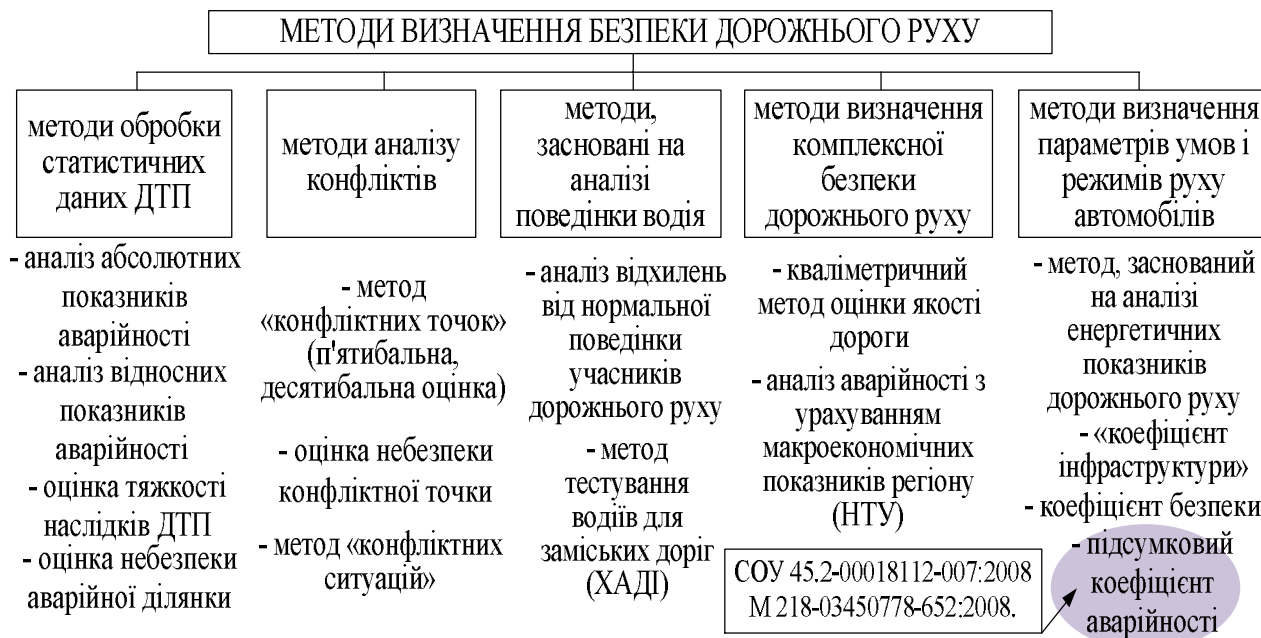 МЕТОДИ ВИЗНАЧЕННЯ БЕЗПЕКИ ДОРОЖНЬОГО РУХУ
методи обробки
статистичних
даних ДТП
- аналіз абсолютних
показників
аварійності
- аналіз відносних
показників
аварійності
- оцінка тяжкості
наслідків ДТП
- оцінка небезпеки
аварійної ділянки
методи аналізу
конфліктів
- метод
«конфліктних точок»
(п'ятибальна,
десятибальна оцінка)
- оцінка небезпеки
конфліктної точки
- метод «конфліктних
ситуацій»
методи,
засновані на
аналізі
поведінки водія
- аналіз відхилень
від нормальної
поведінки
учасників
дорожнього руху
- метод
тестування
водіїв для
заміських доріг
(ХАДІ)
методи визначення
комплексної
безпеки
дорожнього руху
- кваліметричний
метод оцінки якості
дороги
- аналіз аварійності з
урахуванням
макроекономічних
показників регіону
(НТУ)
методи визначення
параметрів умов і
режимів руху
автомобілів
- метод, заснований
на аналізі
енергетичних
показників
дорожнього руху
- «коефіцієнт
інфраструктури»
- коефіцієнт безпеки
- підсумковий
коефіцієнт
аварійності
СОУ 45.2-00018112-007:2008
М 218-03450778-652:2008.